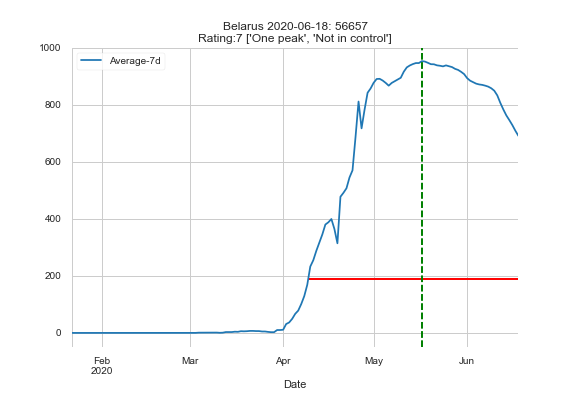 Belarus 2020-06-18: 56657
Rating:7 ['One peak', 'Not in control']
Average-7d
1000
800
600
400
200
0
Feb Mar Apr May Jun
2020
Date